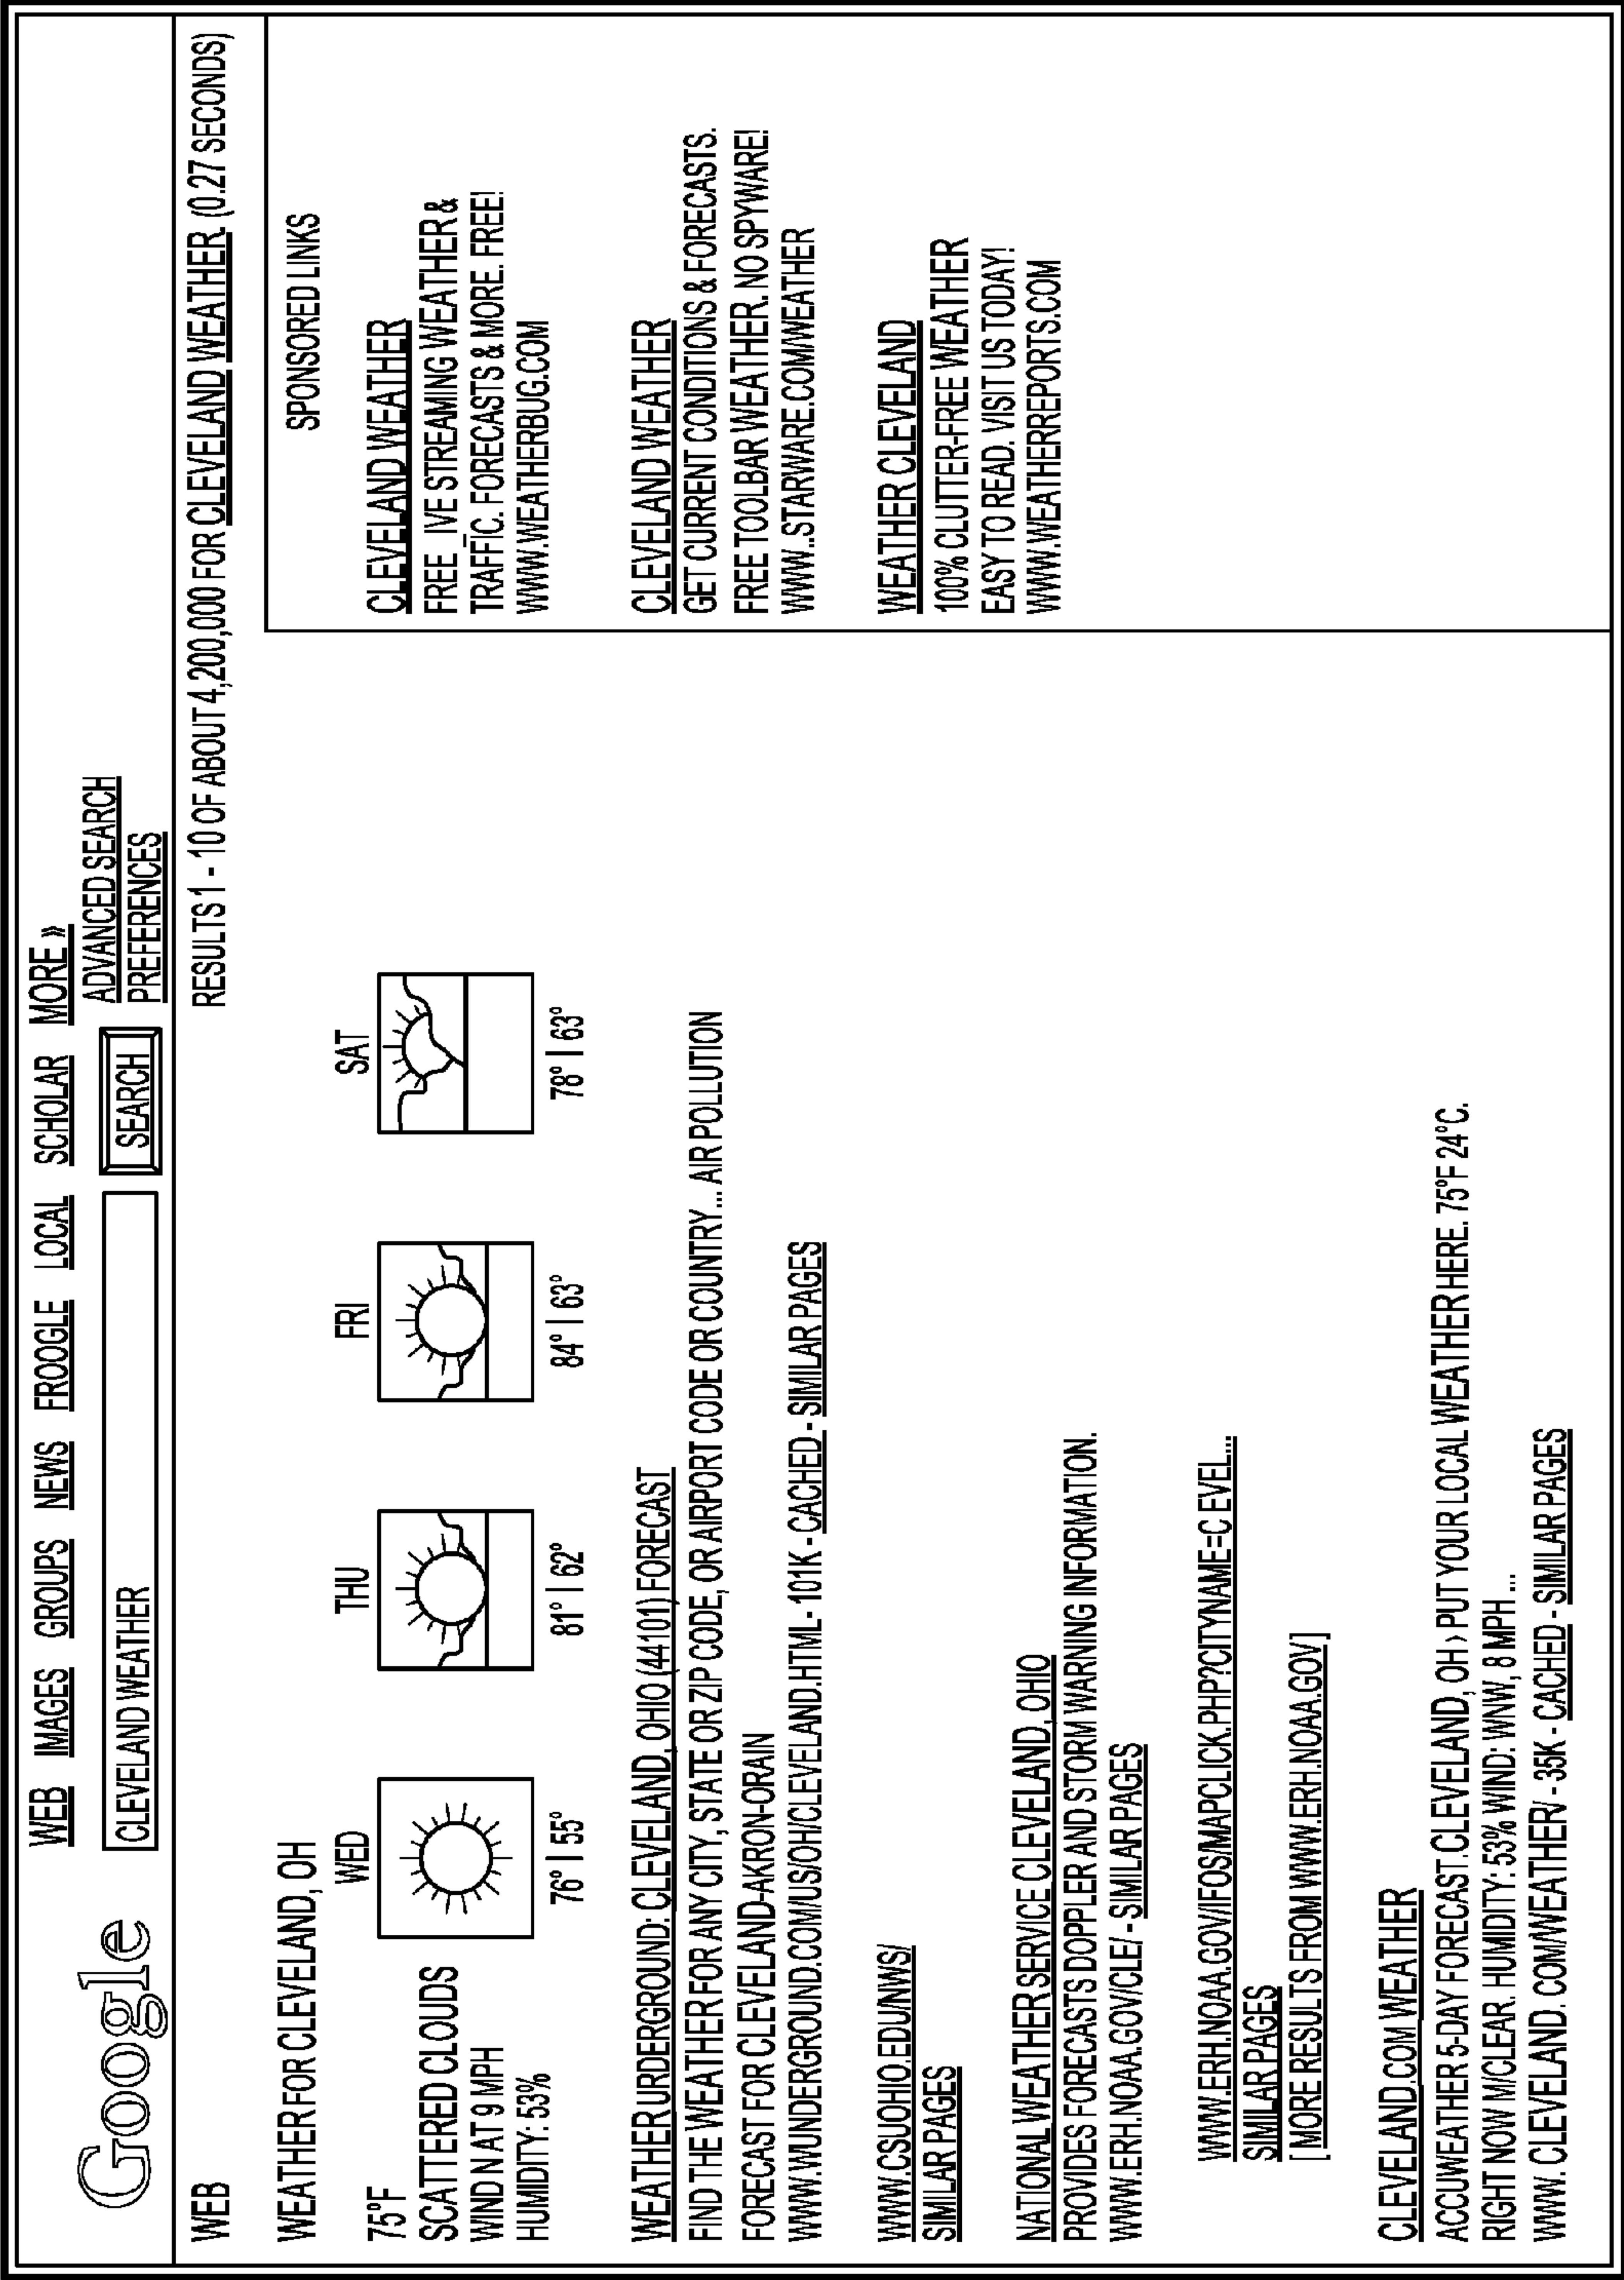 Google
WEB IMAGES GROUPS NEWS FROOGLE LOCAL SCHOLAR MORE »
CLEVELAND WEATHER
SEARCH
ADVANCED SEARCH
PREFERENCES
WEB
RESULTS 1 - 10 OF ABOUT 4,200,000 FOR CLEVELAND WEATHER. (0.27 SECONDS)
WEATHER FOR CLEVELAND, OH
75°F
SCATTERED CLOUDS
WIND N AT 9 MPH
HUMIDITY: 53%
WED THU FRI SAT
76° | 55° 81° | 62° 84° | 63° 78° | 63°
WEATHER URDERGROUND: CLEVELAND, OHIO (44101) FORECAST
FIND THE WEATHER FOR ANY CITY, STATE OR ZIP CODE, OR AIRPORT CODE OR COUNTRY... AIR POLLUTION
FORECAST FOR CLEVELAND-AKRON-ORAIN
WWW.WUNDERGROUND.COM/US/OH/CLEVELAND.HTML- 101K - CACHED - SIMILAR PAGES
WWW.CSUOHIO.EDU/NWS/
SIMILAR PAGES
NATIONAL WEATHER SERVICE CLEVELAND, OHIO
PROVIDES FORECASTS DOPPLER AND STORM WARNING INFORMATION.
WWW.ERH.NOAA.GOV/CLE/ - SIMILAR PAGES
WWW.ERH.NOAA.GOV/IFOS/MAPCLICK.PHP?CITYNAME=C EVEL...
SIMILAR PAGES
[ MORE RESULTS FROM WWW.ERH.NOAA.GOV ]
CLEVELAND.COM WEATHER
ACCUWEATHER 5-DAY FORECAST. CLEVELAND, OH › PUT YOUR LOCAL WEATHER HERE. 75°F 24°C.
RIGHT NOW M/CLEAR. HUMIDITY: 53% WIND: WNW, 8 MPH ...
WWW. CLEVELAND. COM/WEATHER/ - 35K - CACHED - SIMILAR PAGES
SPONSORED LINKS
CLEVELAND WEATHER
FREE _IVE STREAMING WEATHER &
TRAFFIC. FORECASTS & MORE. FREE!
WWW.WEATHERBUG.COM
CLEVELAND WEATHER
GET CURRENT CONDITIONS & FORECASTS.
FREE TOOLBAR WEATHER. NO SPYWARE!
WWW..STARWARE.COM/WEATHER
WEATHER CLEVELAND
100% CLUTTER-FREE WEATHER
EASY TO READ. VISIT US TODAY!
WWW.WEATHERREPORTS.COM